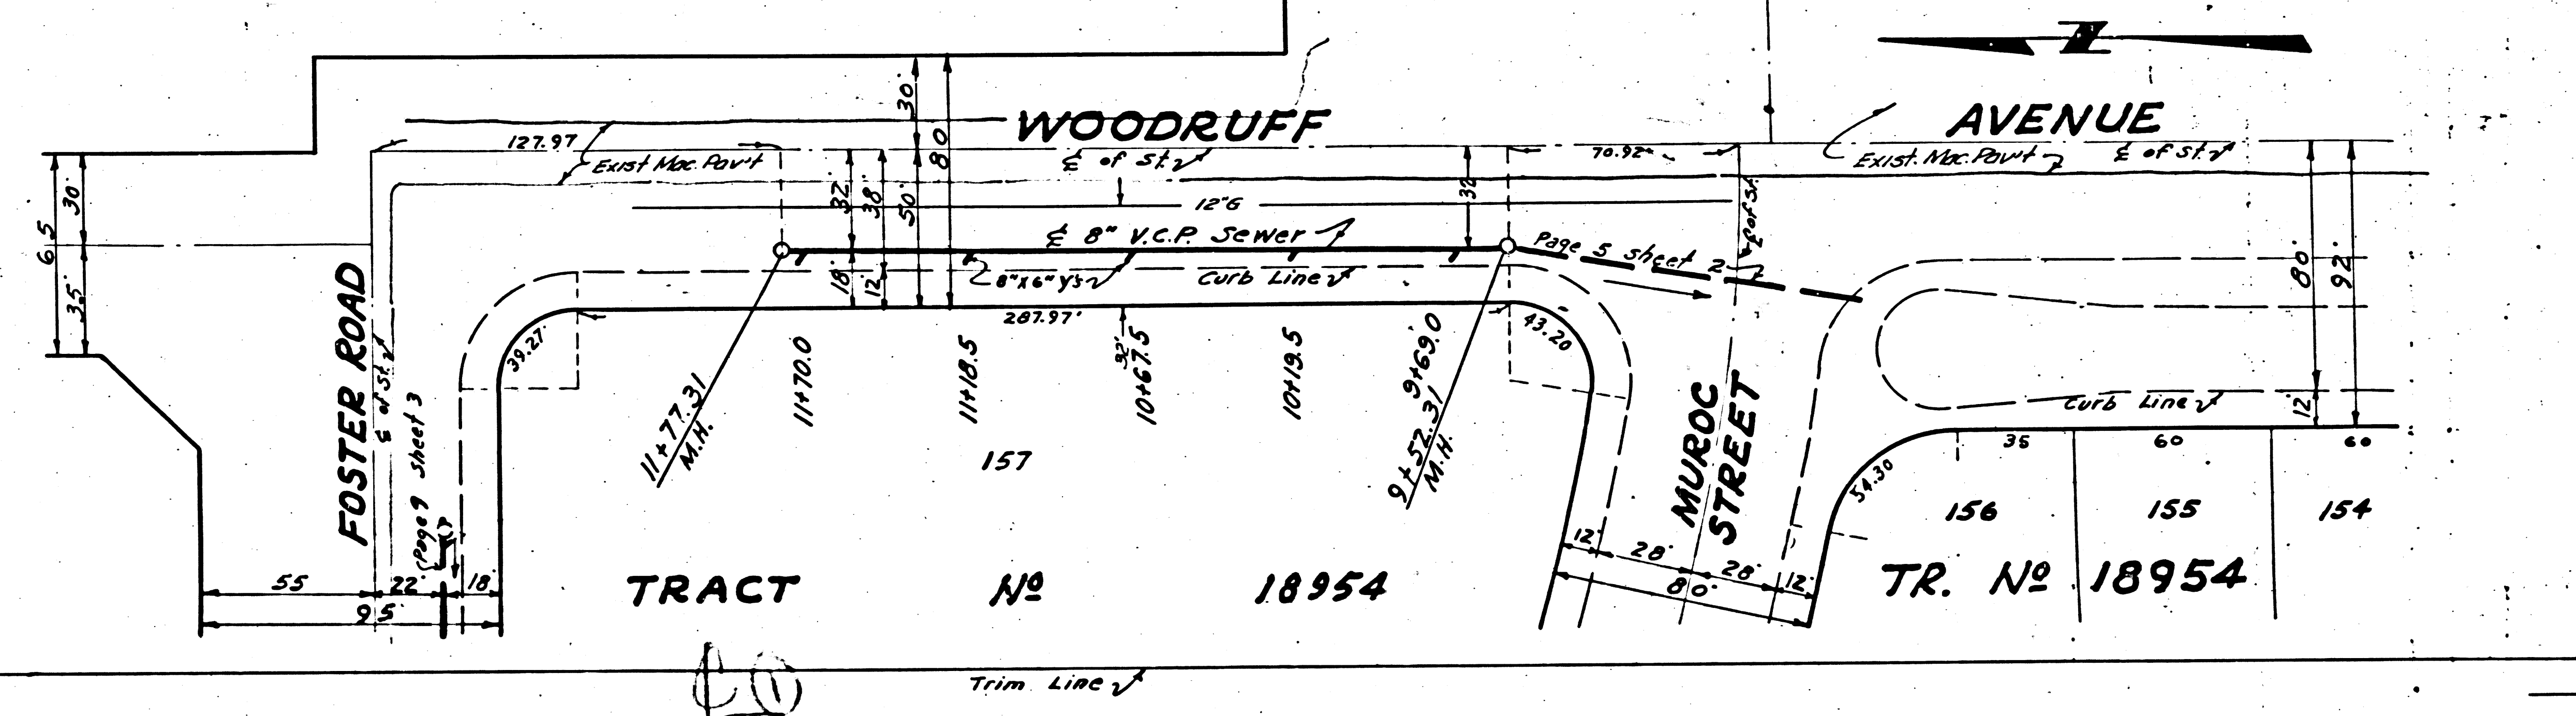 WOODRUFF AVENUE
127.97
Exist Mac. Pav't
℄ of St.
70.92
Exist. Mac. Pav't
℄ of St.
30'
80
32'
38'
50'
18'
12'
12"G
32
℄ 8" V.C.P. Sewer
Page 5 sheet 2
℄ of St.
8"x6" Y's
Curb Line
287.97'
39.27'
43.20
30'
65
35'
80'
92'
12'
Curb Line
FOSTER ROAD
℄ of St.
Page 9 sheet 3
11+77.31
M.H.
11+70.0
11+18.5
92'
10+67.5
10+19.5
9+69.0
9+52.31
M.H.
157
MUROC
STREET
54.30
35
60
60
156
155
154
55
22'
18'
95'
12'
28'
28'
12'
80'
TRACT Nº 18954
TR. Nº 18954
Trim Line
N